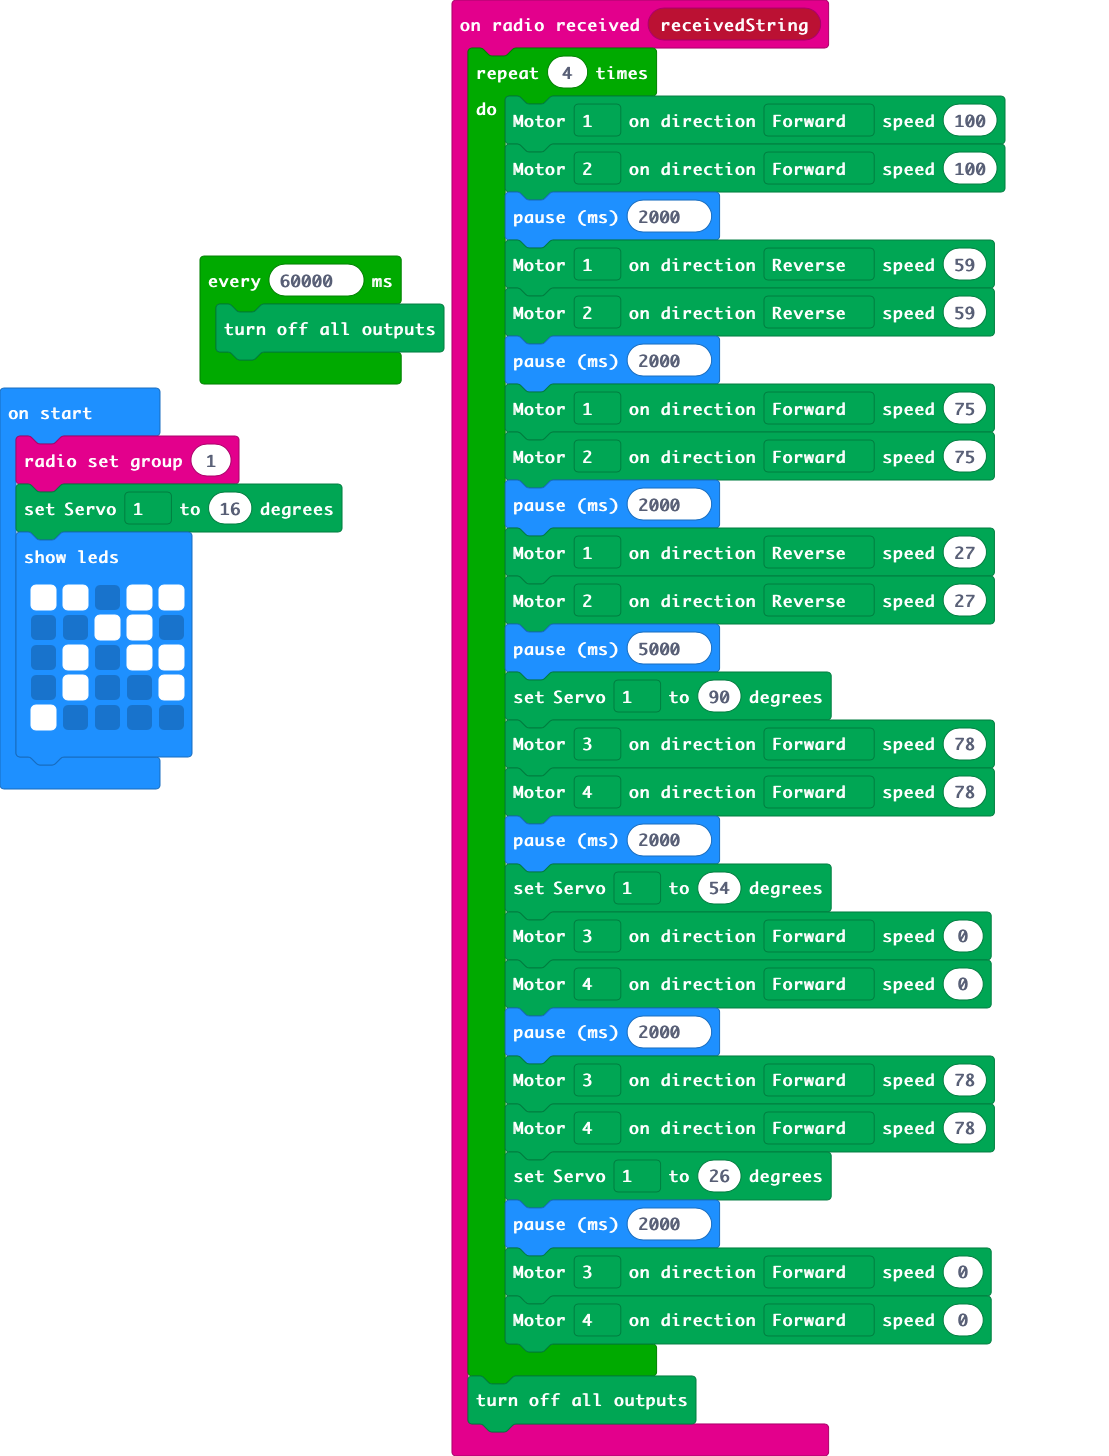 on radio received receivedString
repeat 4 times
do
Motor 1 on direction Forward speed 100
Motor 2 on direction Forward speed 100
pause (ms) 2000
Motor 1 on direction Reverse speed 59
Motor 2 on direction Reverse speed 59
pause (ms) 2000
Motor 1 on direction Forward speed 75
Motor 2 on direction Forward speed 75
pause (ms) 2000
Motor 1 on direction Reverse speed 27
Motor 2 on direction Reverse speed 27
pause (ms) 5000
set Servo 1 to 90 degrees
Motor 3 on direction Forward speed 78
Motor 4 on direction Forward speed 78
pause (ms) 2000
set Servo 1 to 54 degrees
Motor 3 on direction Forward speed 0
Motor 4 on direction Forward speed 0
pause (ms) 2000
Motor 3 on direction Forward speed 78
Motor 4 on direction Forward speed 78
set Servo 1 to 26 degrees
pause (ms) 2000
Motor 3 on direction Forward speed 0
Motor 4 on direction Forward speed 0
turn off all outputs
every 60000 ms
turn off all outputs
on start
radio set group 1
set Servo 1 to 16 degrees
show leds